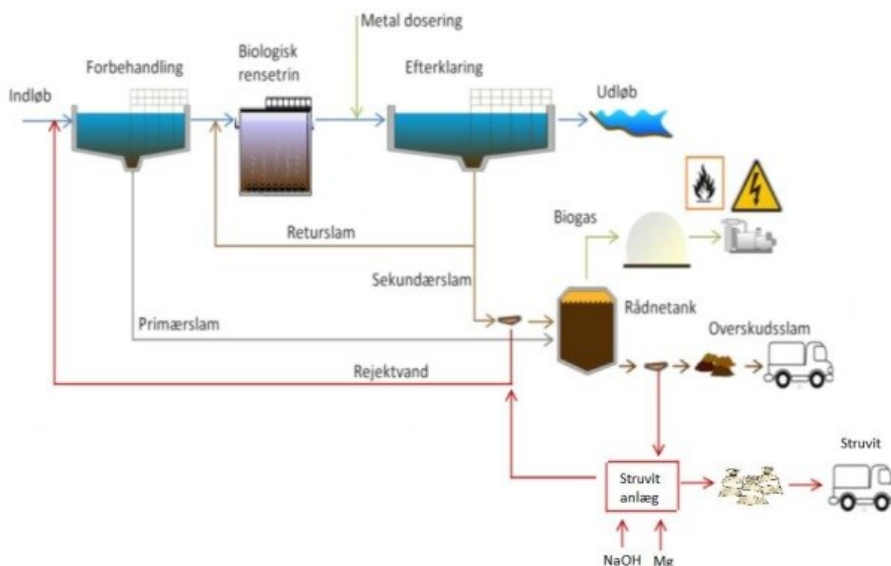 Metal dosering
Forbehandling
Biologisk
rensetrin
Efterklaring
Indløb
Udløb
Returslam
Biogas
Sekundærslam
Rådnetank
Primærslam
Overskudsslam
Rejektvand
Struvit
Struvit
anlæg
NaOH
Mg